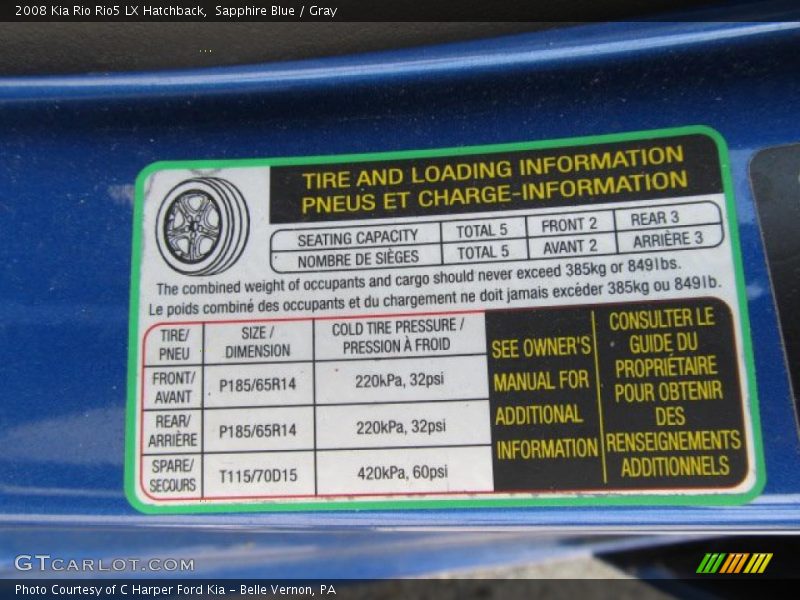 2008 Kia Rio Rio5 LX Hatchback,  Sapphire Blue / Gray
TIRE AND LOADING INFORMATION
PNEUS ET CHARGE-INFORMATION
SEATING CAPACITY TOTAL 5 FRONT 2 REAR 3
NOMBRE DE SIÈGES TOTAL 5 AVANT 2 ARRIÈRE 3
The combined weight of occupants and cargo should never exceed 385kg or 849lbs.
Le poids combiné des occupants et du chargement ne doit jamais excéder 385kg ou 849lb.
TIRE/
PNEU
SIZE /
DIMENSION
COLD TIRE PRESSURE /
PRESSION À FROID
FRONT/
AVANT
P185/65R14
220kPa, 32psi
REAR/
ARRIÈRE
P185/65R14
220kPa, 32psi
SPARE/
SECOURS
T115/70D15
420kPa, 60psi
SEE OWNER'S
MANUAL FOR
ADDITIONAL
INFORMATION
CONSULTER LE
GUIDE DU
PROPRIÉTAIRE
POUR OBTENIR
DES
RENSEIGNEMENTS
ADDITIONNELS
GTCARLOT.COM
Photo Courtesy of C Harper Ford Kia - Belle Vernon, PA